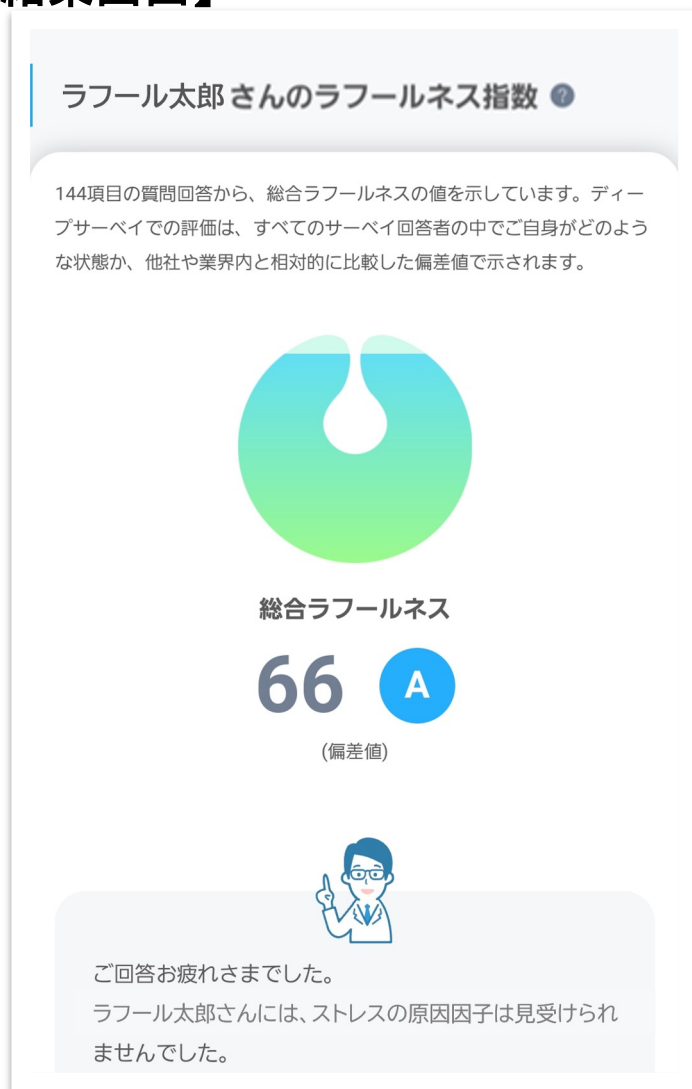 ラフール太郎さんのラフールネス指数 ?
144項目の質問回答から、総合ラフールネスの値を示しています。ディー
プサーベイでの評価は、すべてのサーベイ回答者の中でご自身がどのよう
な状態か、他社や業界内と相対的に比較した偏差値で示されます。
総合ラフールネス
66 A
(偏差値)
ご回答お疲れさまでした。
ラフール太郎さんには、ストレスの原因因子は見受けられ
ませんでした。